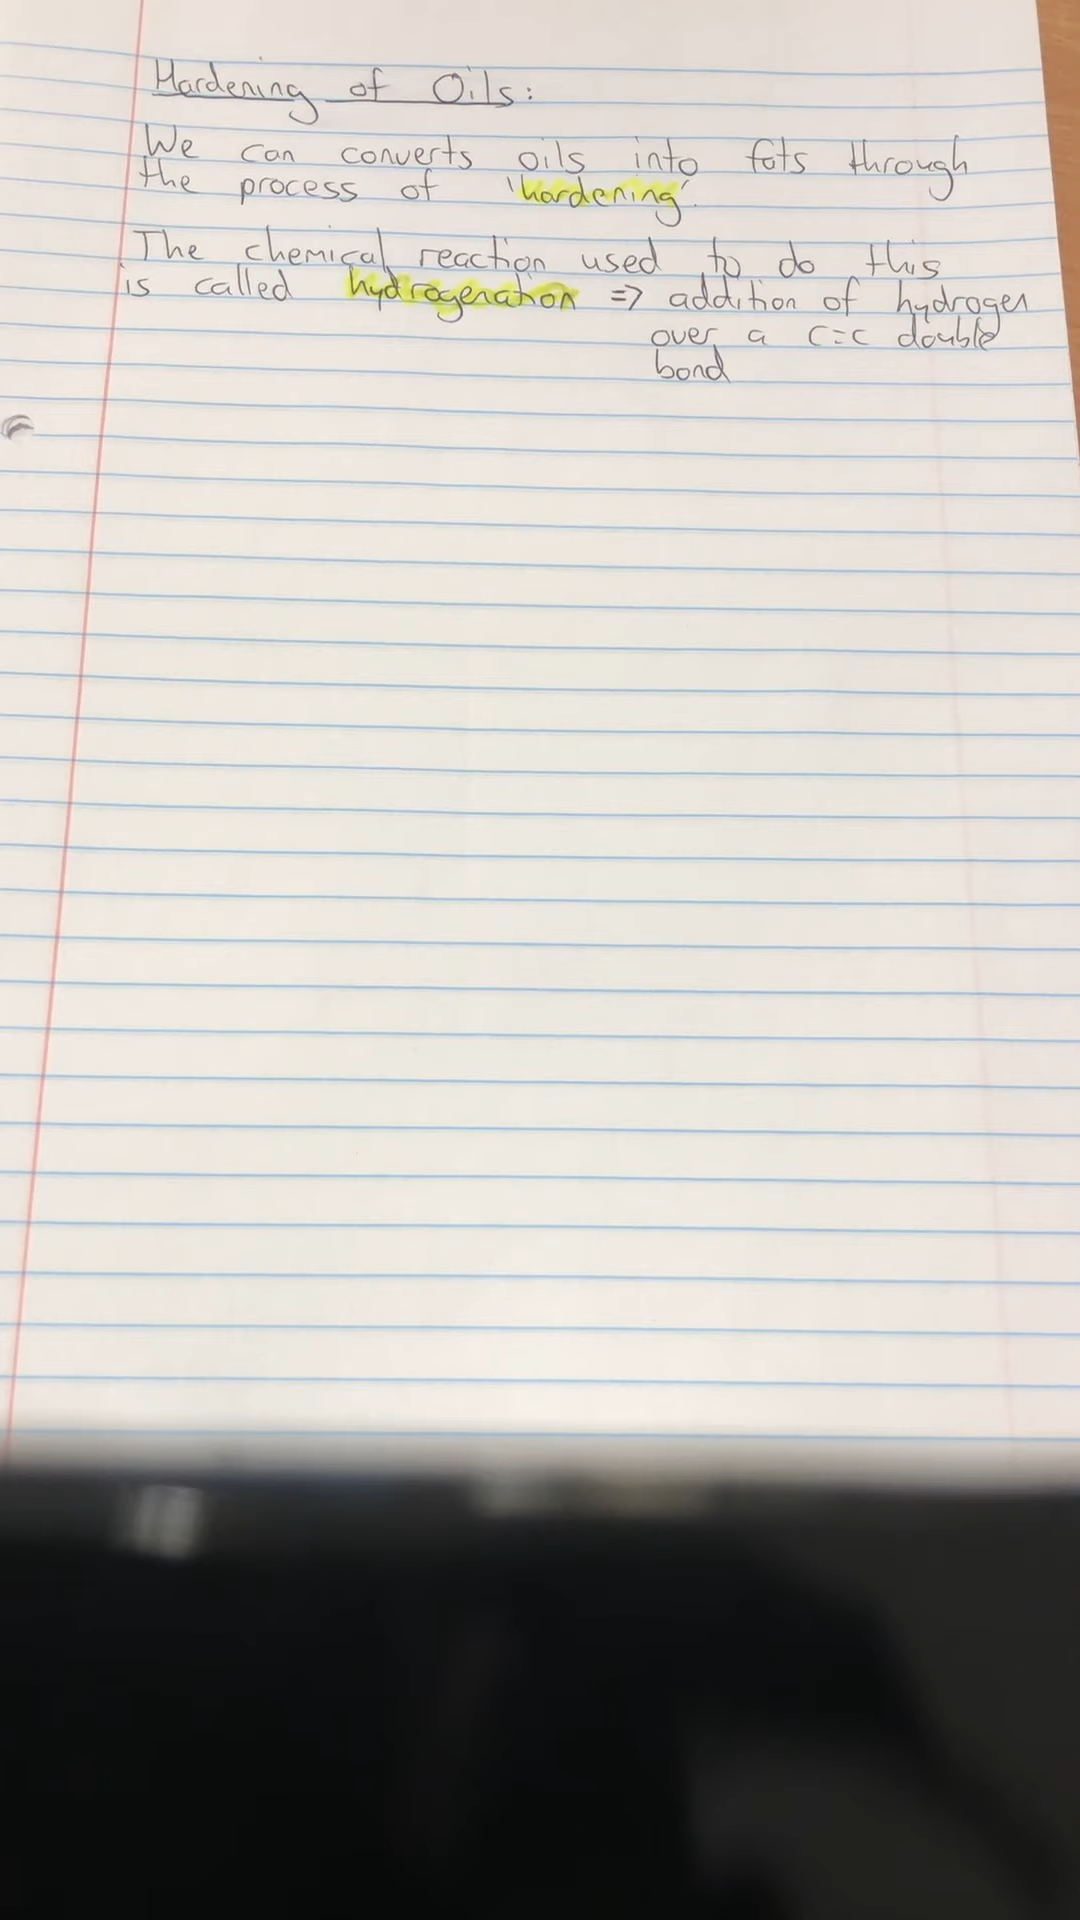 Hardening of Oils:
We can converts oils into fats through
the process of 'hardening'.
The chemical reaction used to do this
is called hydrogenation => addition of hydrogen
over a C=C double
bond